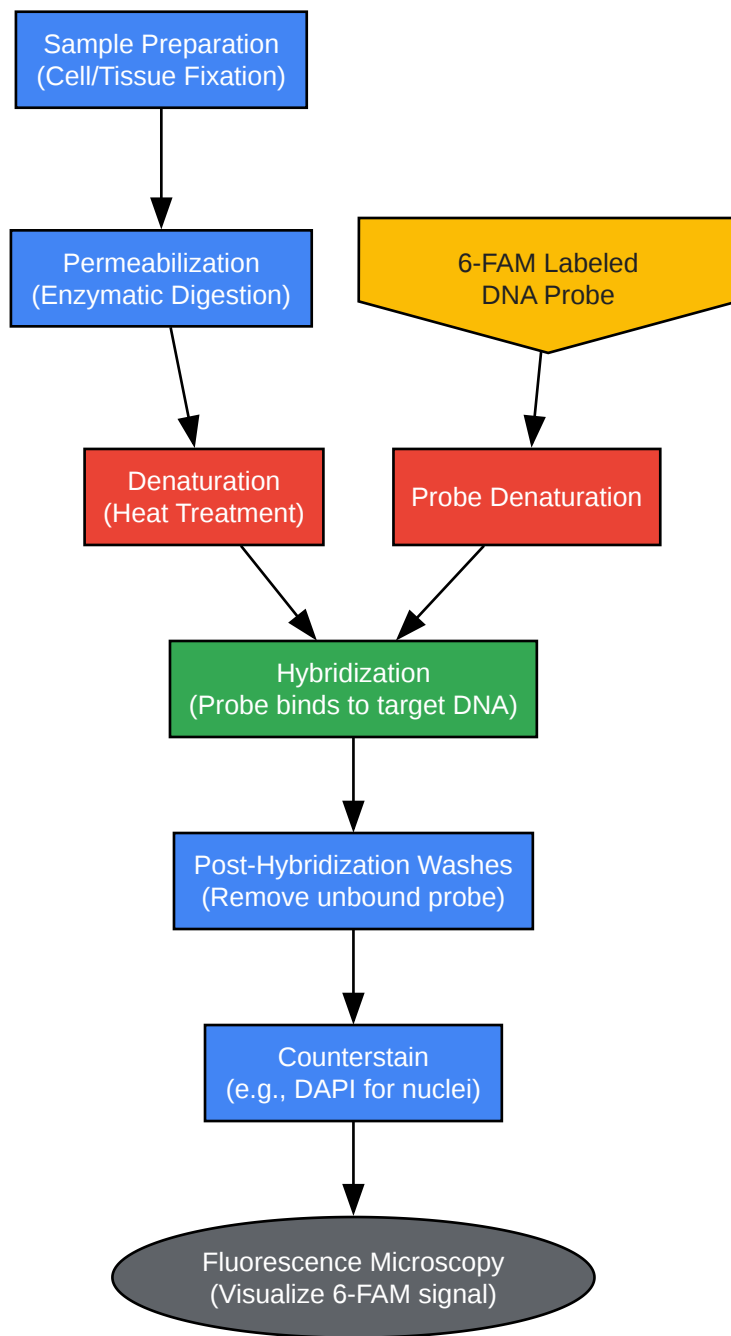 Sample Preparation
(Cell/Tissue Fixation)
Permeabilization
(Enzymatic Digestion)
6-FAM Labeled
DNA Probe
Denaturation
(Heat Treatment)
Probe Denaturation
Hybridization
(Probe binds to target DNA)
Post-Hybridization Washes
(Remove unbound probe)
Counterstain
(e.g., DAPI for nuclei)
Fluorescence Microscopy
(Visualize 6-FAM signal)